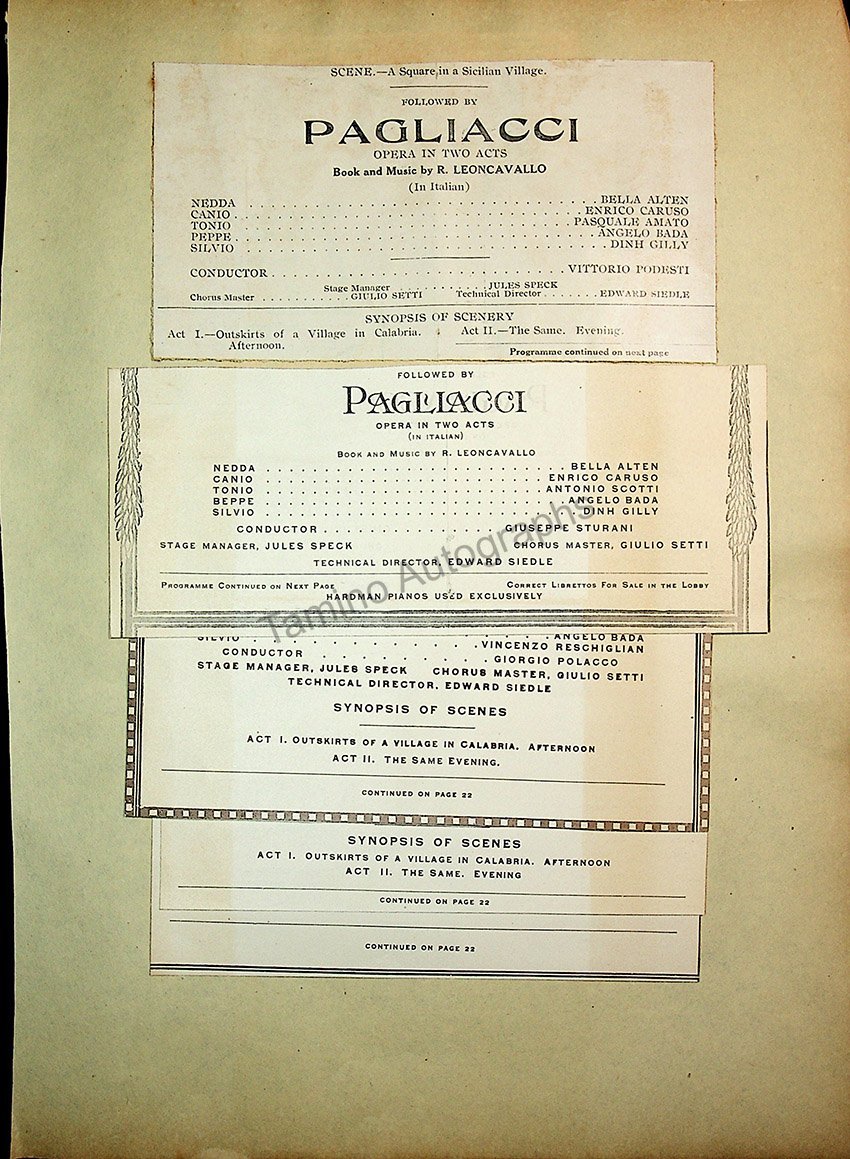 SCENE.—A Square in a Sicilian Village.
FOLLOWED BY
PAGLIACCI
OPERA IN TWO ACTS
Book and Music by R. LEONCAVALLO
(In Italian)
NEDDA . . . . . . . . . . BELLA ALTEN
CANIO . . . . . . . . . . ENRICO CARUSO
TONIO . . . . . . . . . . PASQUALE AMATO
PEPPE . . . . . . . . . . ANGELO BADA
SILVIO . . . . . . . . . . DINH GILLY
CONDUCTOR . . . . . . . . . . VITTORIO PODESTI
Stage Manager . . . . . . . . . . JULES SPECK
Chorus Master . . . . . . . . . . GIULIO SETTI Technical Director . . . . . . . EDWARD SIEDLE
SYNOPSIS OF SCENERY
Act I.—Outskirts of a Village in Calabria. Act II.—The Same. Evening.
Afternoon.
Programme continued on next page
FOLLOWED BY
PAGLIACCI
OPERA IN TWO ACTS
(IN ITALIAN)
BOOK AND MUSIC BY R. LEONCAVALLO
NEDDA . . . . . . . . . . BELLA ALTEN
CANIO . . . . . . . . . . ENRICO CARUSO
TONIO . . . . . . . . . . ANTONIO SCOTTI
BEPPE . . . . . . . . . . ANGELO BADA
SILVIO . . . . . . . . . . DINH GILLY
CONDUCTOR . . . . . . . . . . GIUSEPPE STURANI
STAGE MANAGER, JULES SPECK CHORUS MASTER, GIULIO SETTI
TECHNICAL DIRECTOR, EDWARD SIEDLE
PROGRAMME CONTINUED ON NEXT PAGE CORRECT LIBRETTOS FOR SALE IN THE LOBBY
HARDMAN PIANOS USED EXCLUSIVELY
Tamino Autographs
SILVIO . . . . . . . . . . ANGELO BADA
VINCENZO RESCHIGLIAN
CONDUCTOR . . . . . . . . . . GIORGIO POLACCO
STAGE MANAGER, JULES SPECK CHORUS MASTER, GIULIO SETTI
TECHNICAL DIRECTOR, EDWARD SIEDLE
SYNOPSIS OF SCENES
ACT I. OUTSKIRTS OF A VILLAGE IN CALABRIA. AFTERNOON
ACT II. THE SAME EVENING.
CONTINUED ON PAGE 22
SYNOPSIS OF SCENES
ACT I. OUTSKIRTS OF A VILLAGE IN CALABRIA. AFTERNOON
ACT II. THE SAME. EVENING
CONTINUED ON PAGE 22
CONTINUED ON PAGE 22